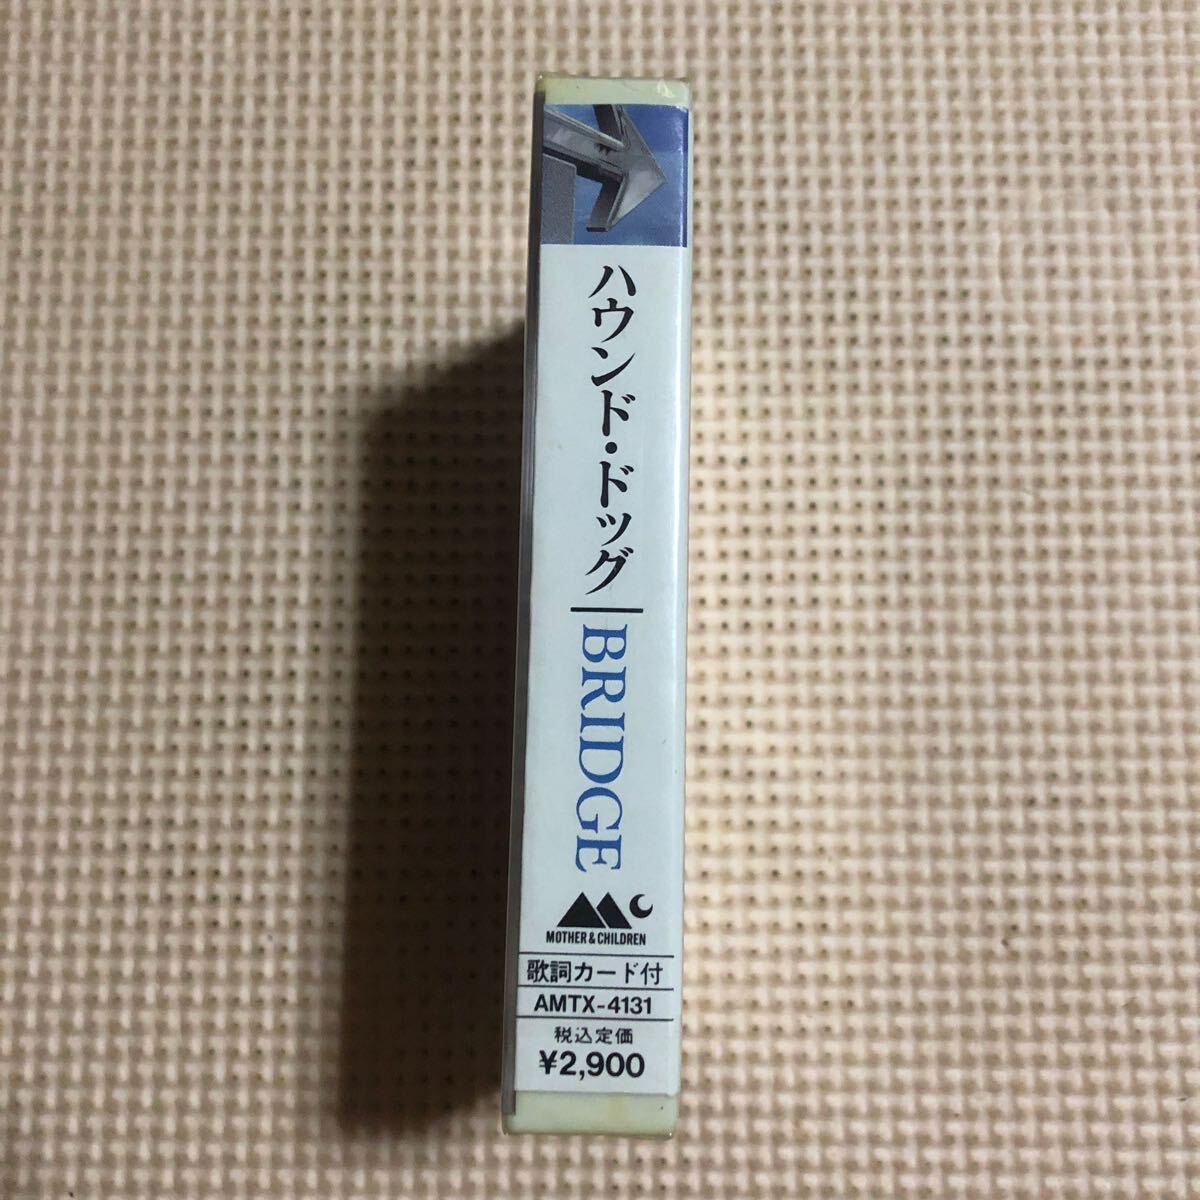 ハウンド・ドッグ
BRIDGE
MOTHER & CHILDREN
歌詞カード付
AMTX-4131
税込定価
¥2,900